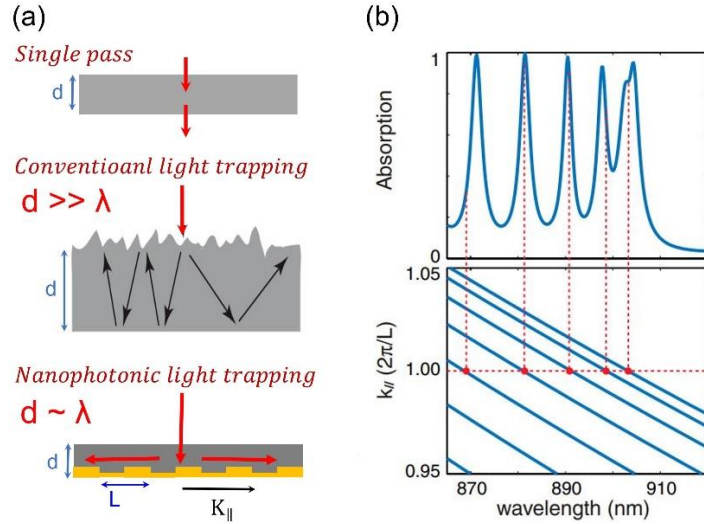 (a)
Single pass
d
Conventioanl light trapping
d >> λ
d
Nanophotonic light trapping
d ~ λ
d
L
K∥
(b)
Absorption
1
0
k∥ (2π/L)
1.05
1.00
0.95
870 890 910
wavelength (nm)